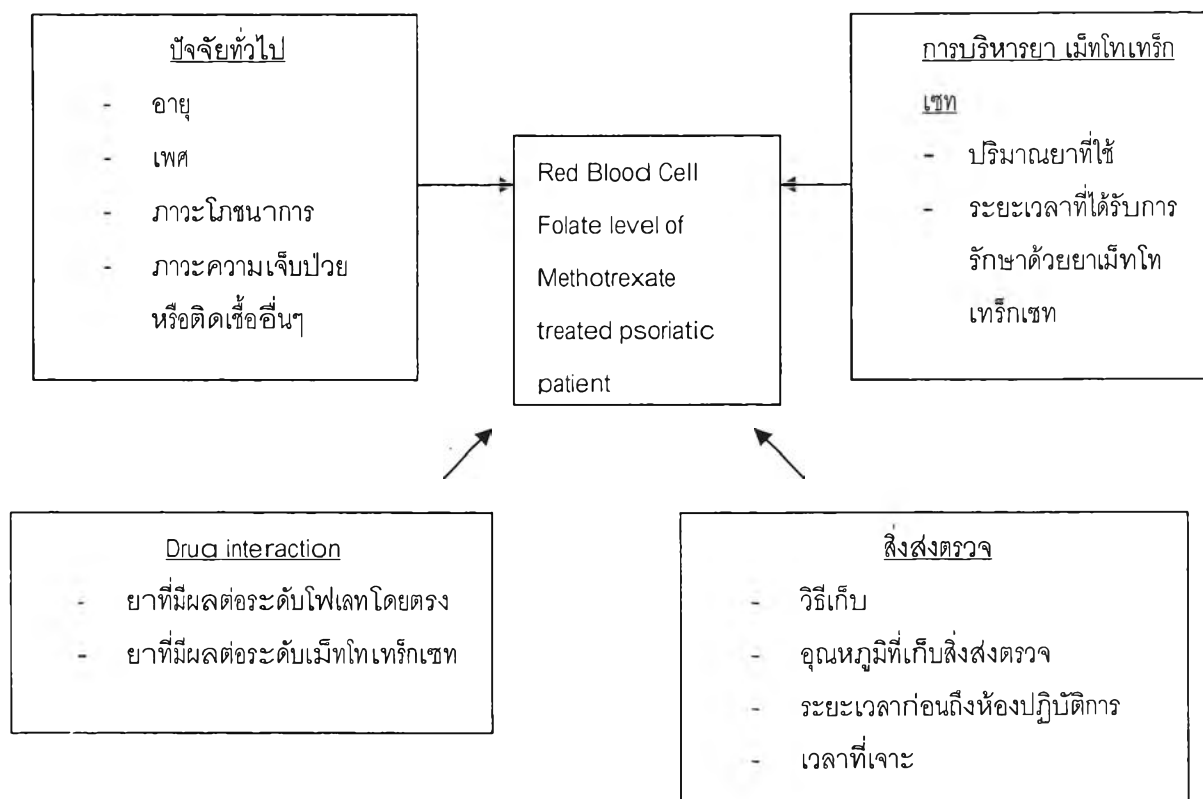 ปัจจัยทั่วไป
- อายุ
- เพศ
- ภาวะโภชนาการ
- ภาวะความเจ็บป่วย
หรือติดเชื้ออื่นๆ
Red Blood Cell
Folate level of
Methotrexate
treated psoriatic
patient
การบริหารยา เม็ทโทเทร็ก
เซท
- ปริมาณยาที่ใช้
- ระยะเวลาที่ได้รับการ
รักษาด้วยยาเม็ทโท
เทร็กเซท
Drug interaction
- ยาที่มีผลต่อระดับโฟเลทโดยตรง
- ยาที่มีผลต่อระดับเม็ทโทเทร็กเซท
สิ่งส่งตรวจ
- วิธีเก็บ
- อุณหภูมิที่เก็บสิ่งส่งตรวจ
- ระยะเวลาก่อนถึงห้องปฏิบัติการ
- เวลาที่เจาะ